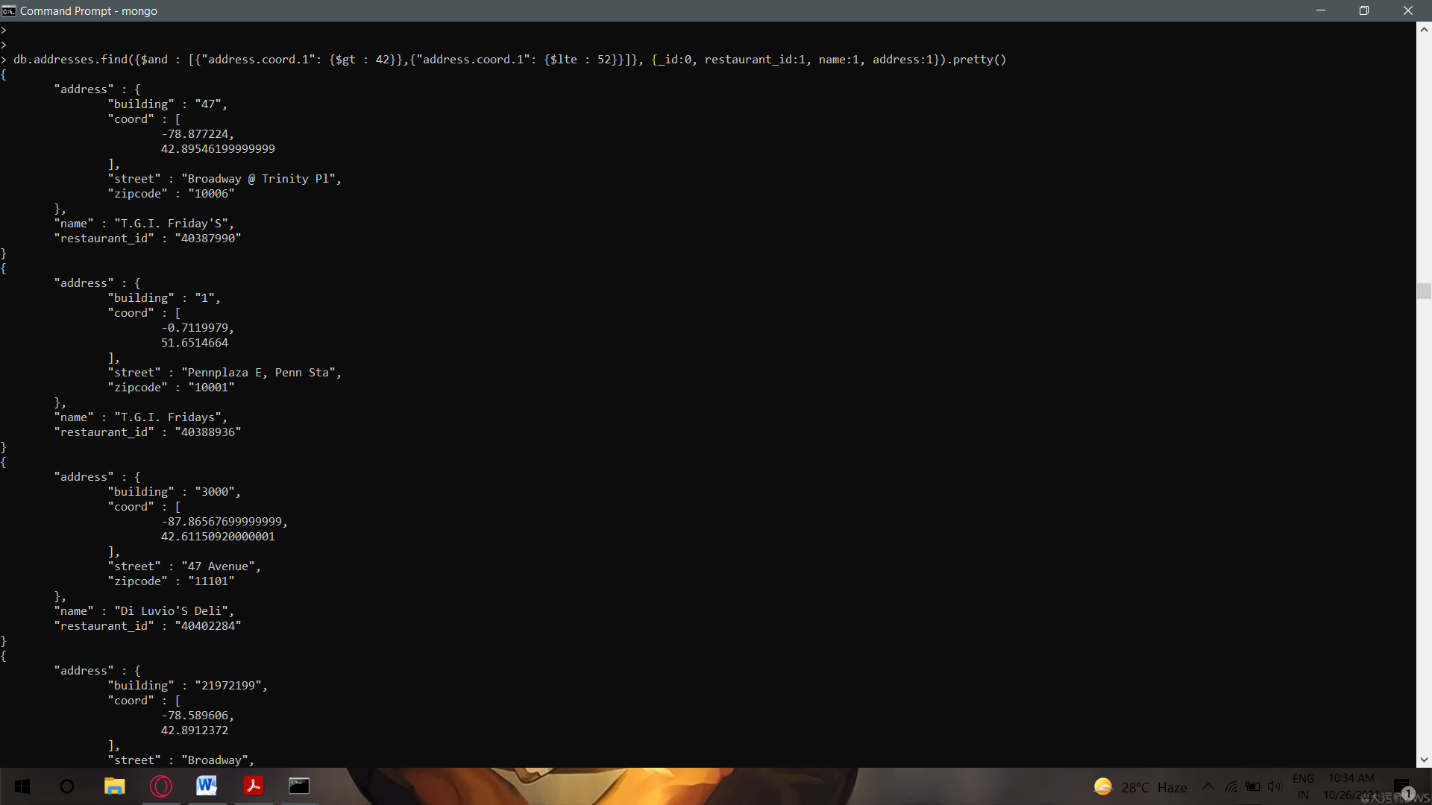 Command Prompt - mongo
>
>
> db.addresses.find({$and : [{"address.coord.1": {$gt : 42}},{"address.coord.1": {$lte : 52}}]}, {_id:0, restaurant_id:1, name:1, address:1}).pretty()
{
"address" : {
"building" : "47",
"coord" : [
-78.877224,
42.89546199999999
],
"street" : "Broadway @ Trinity Pl",
"zipcode" : "10006"
},
"name" : "T.G.I. Friday'S",
"restaurant_id" : "40387990"
}
{
"address" : {
"building" : "1",
"coord" : [
-0.7119979,
51.6514664
],
"street" : "Pennplaza E, Penn Sta",
"zipcode" : "10001"
},
"name" : "T.G.I. Fridays",
"restaurant_id" : "40388936"
}
{
"address" : {
"building" : "3000",
"coord" : [
-87.86567699999999,
42.61150920000001
],
"street" : "47 Avenue",
"zipcode" : "11101"
},
"name" : "Di Luvio'S Deli",
"restaurant_id" : "40402284"
}
{
"address" : {
"building" : "21972199",
"coord" : [
-78.589606,
42.8912372
],
"street" : "Broadway",
28°C Haze
ENG
IN
10:34 AM
1